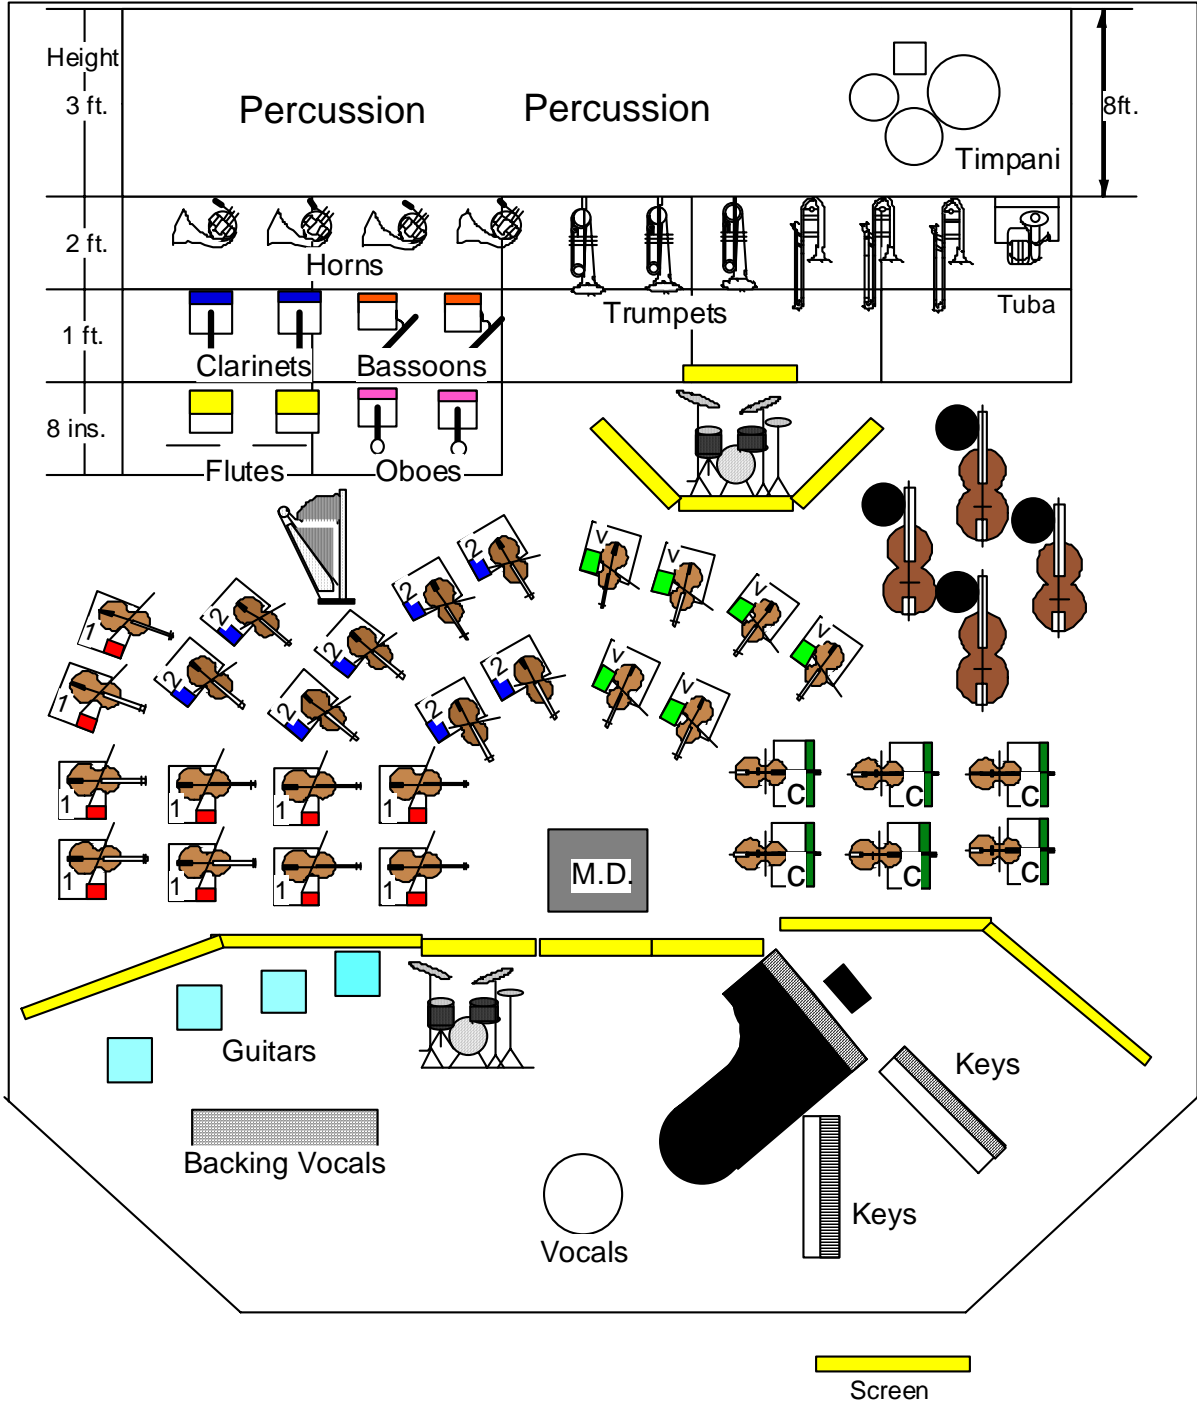 Height
3 ft.
Percussion
Percussion
8ft.
Timpani
2 ft.
Horns
Trumpets
Tuba
1 ft.
Clarinets
Bassoons
8 ins.
Flutes
Oboes
2
V
V
2
V
V
1
2
2
V
V
1
2
2
2
2
1
1
1
1
C
C
C
1
1
1
1
C
C
C
M.D.
Guitars
Keys
Backing Vocals
Keys
Vocals
Screen